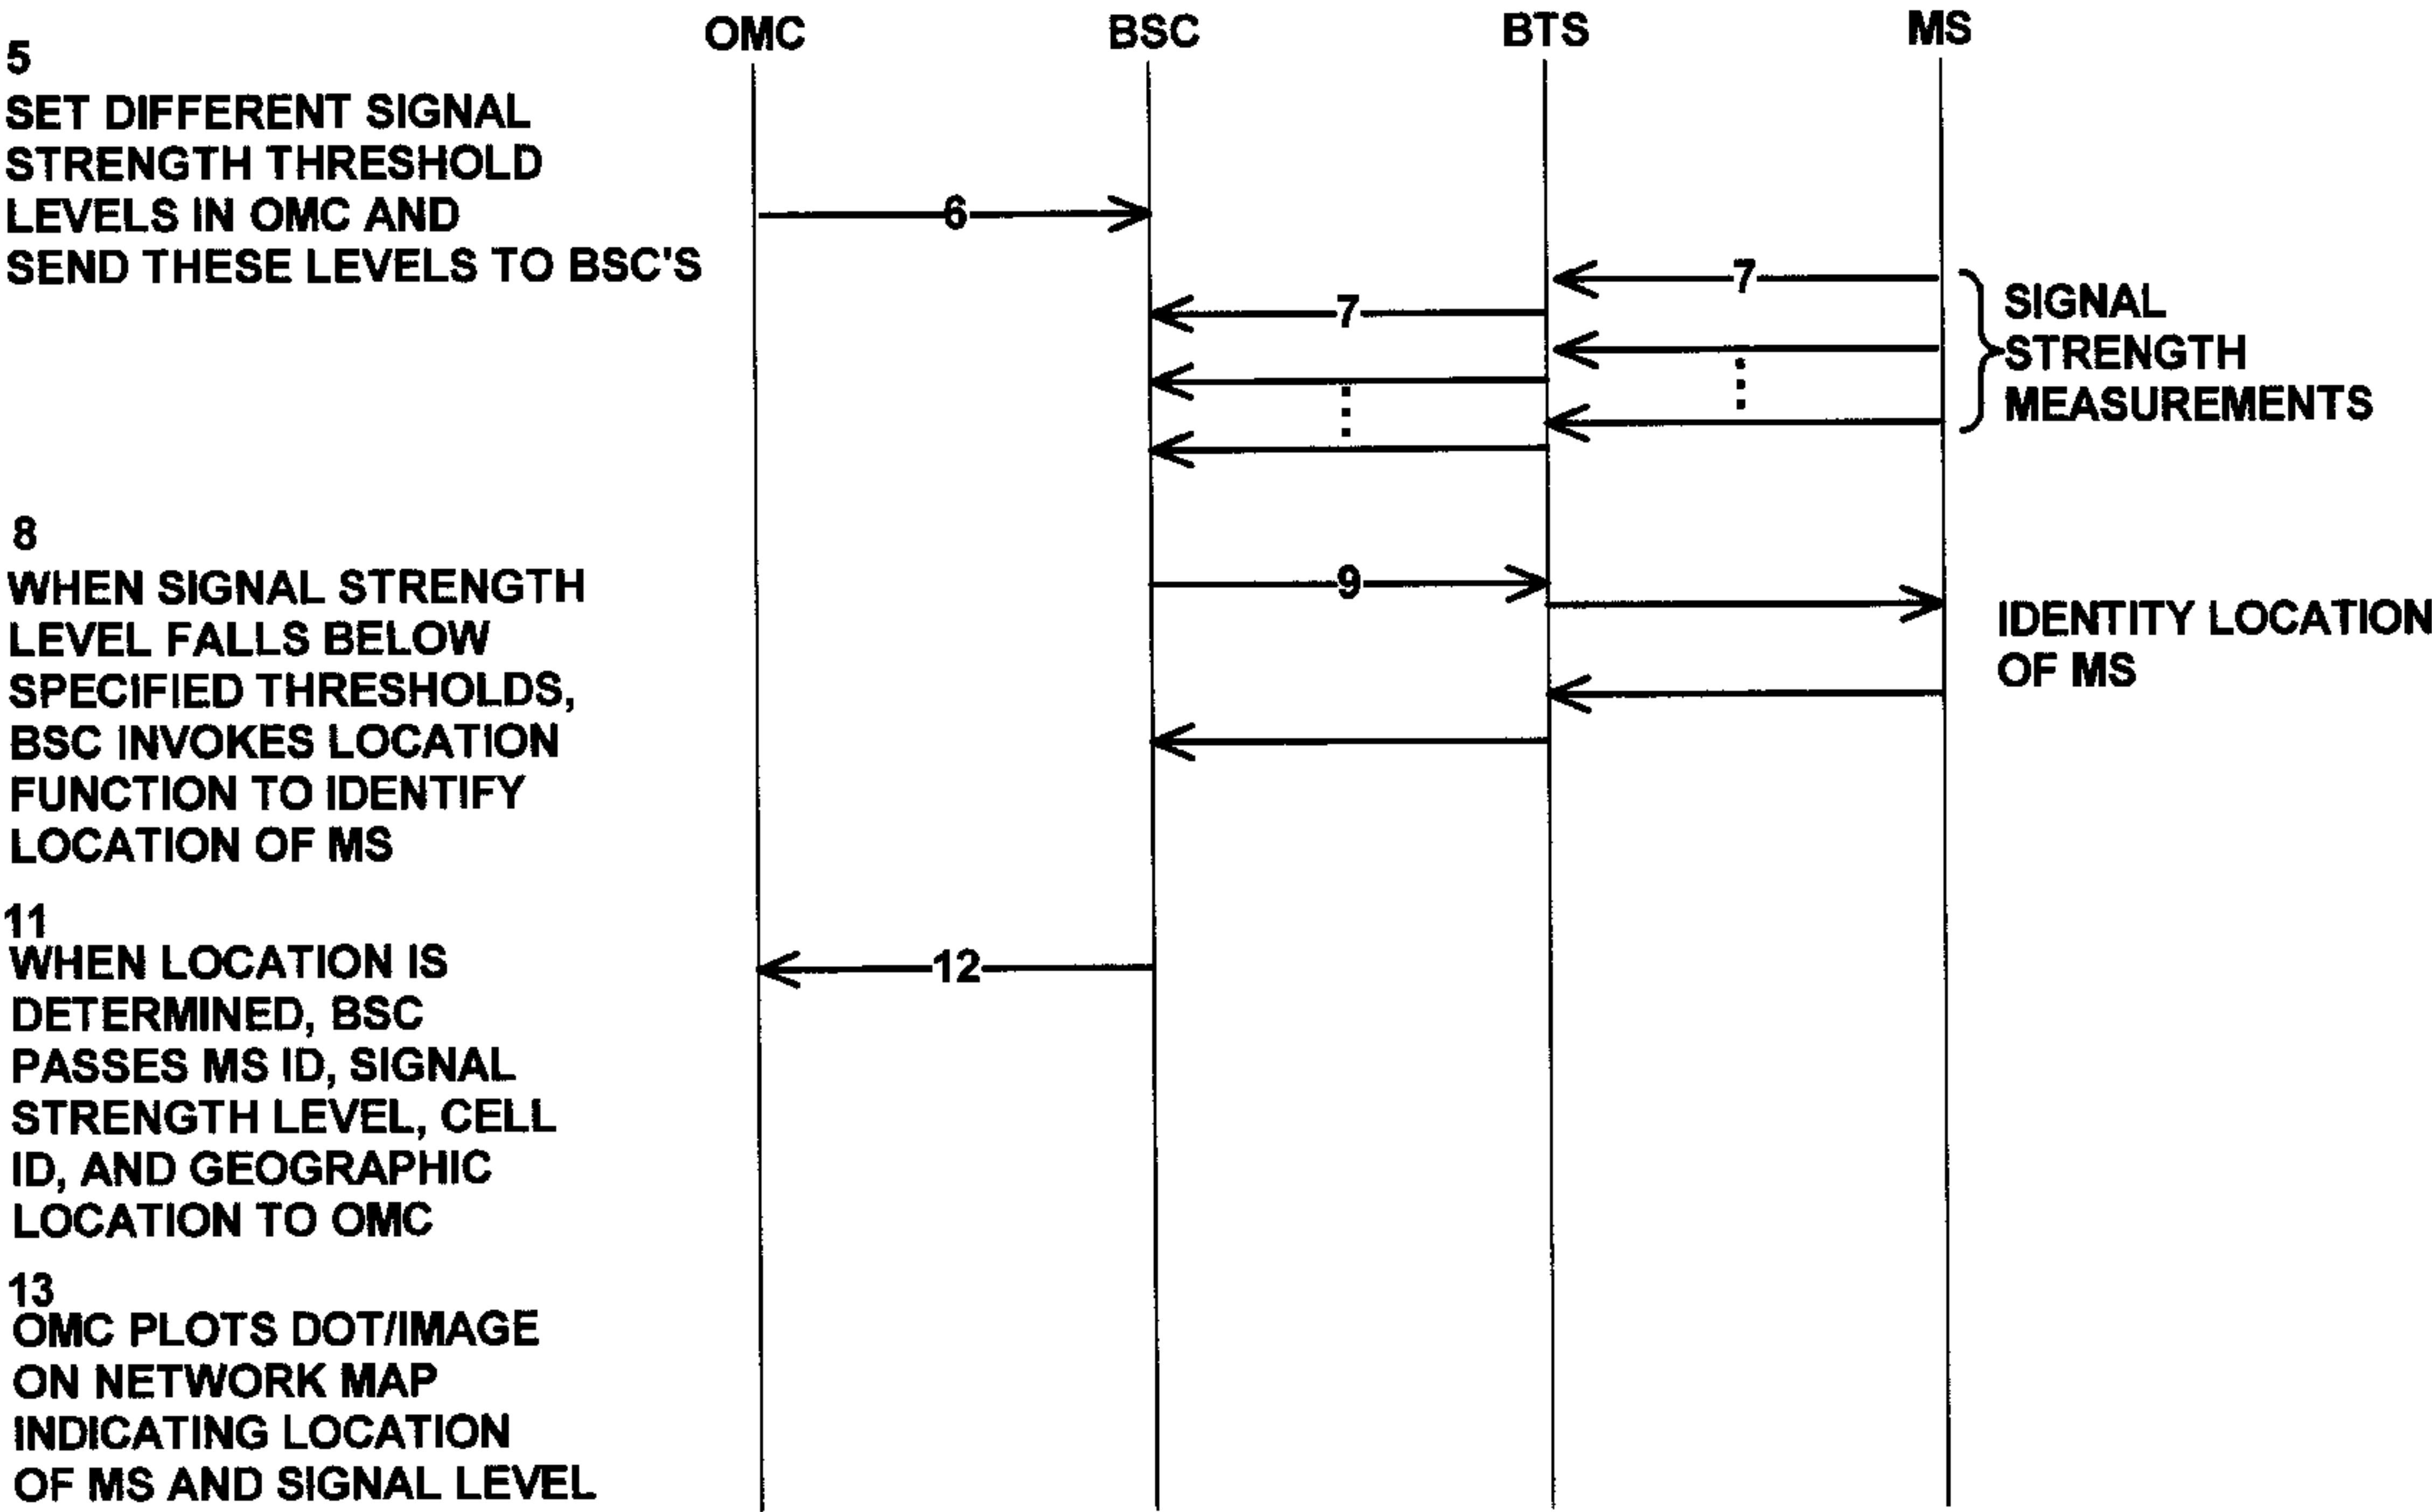 OMC
BSC
BTS
MS
5
SET DIFFERENT SIGNAL
STRENGTH THRESHOLD
LEVELS IN OMC AND
SEND THESE LEVELS TO BSC'S
6
7
7
SIGNAL
STRENGTH
MEASUREMENTS
8
WHEN SIGNAL STRENGTH
LEVEL FALLS BELOW
SPECIFIED THRESHOLDS,
BSC INVOKES LOCATION
FUNCTION TO IDENTIFY
LOCATION OF MS
9
IDENTITY LOCATION
OF MS
11
WHEN LOCATION IS
DETERMINED, BSC
PASSES MS ID, SIGNAL
STRENGTH LEVEL, CELL
ID, AND GEOGRAPHIC
LOCATION TO OMC
12
13
OMC PLOTS DOT/IMAGE
ON NETWORK MAP
INDICATING LOCATION
OF MS AND SIGNAL LEVEL